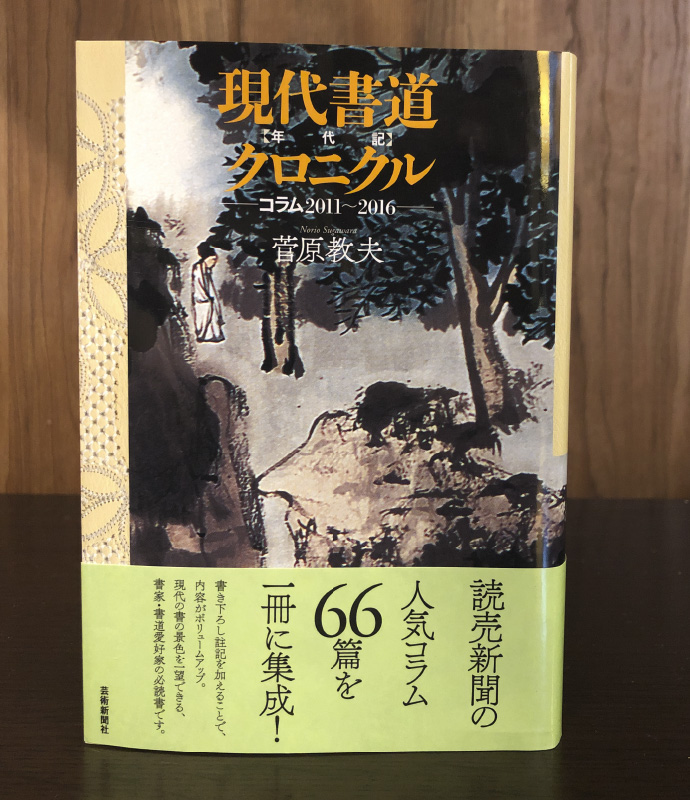 現代書道
【年代記】
クロニクル
コラム2011～2016
Norio Sugawara
菅原教夫
読売新聞の
人気コラム
66篇を
一冊に集成！
書き下ろし註記を加えることで、
内容がボリュームアップ。
現代の書の景色を一望できる、
書家・書道愛好家の必読書です。
芸術新聞社